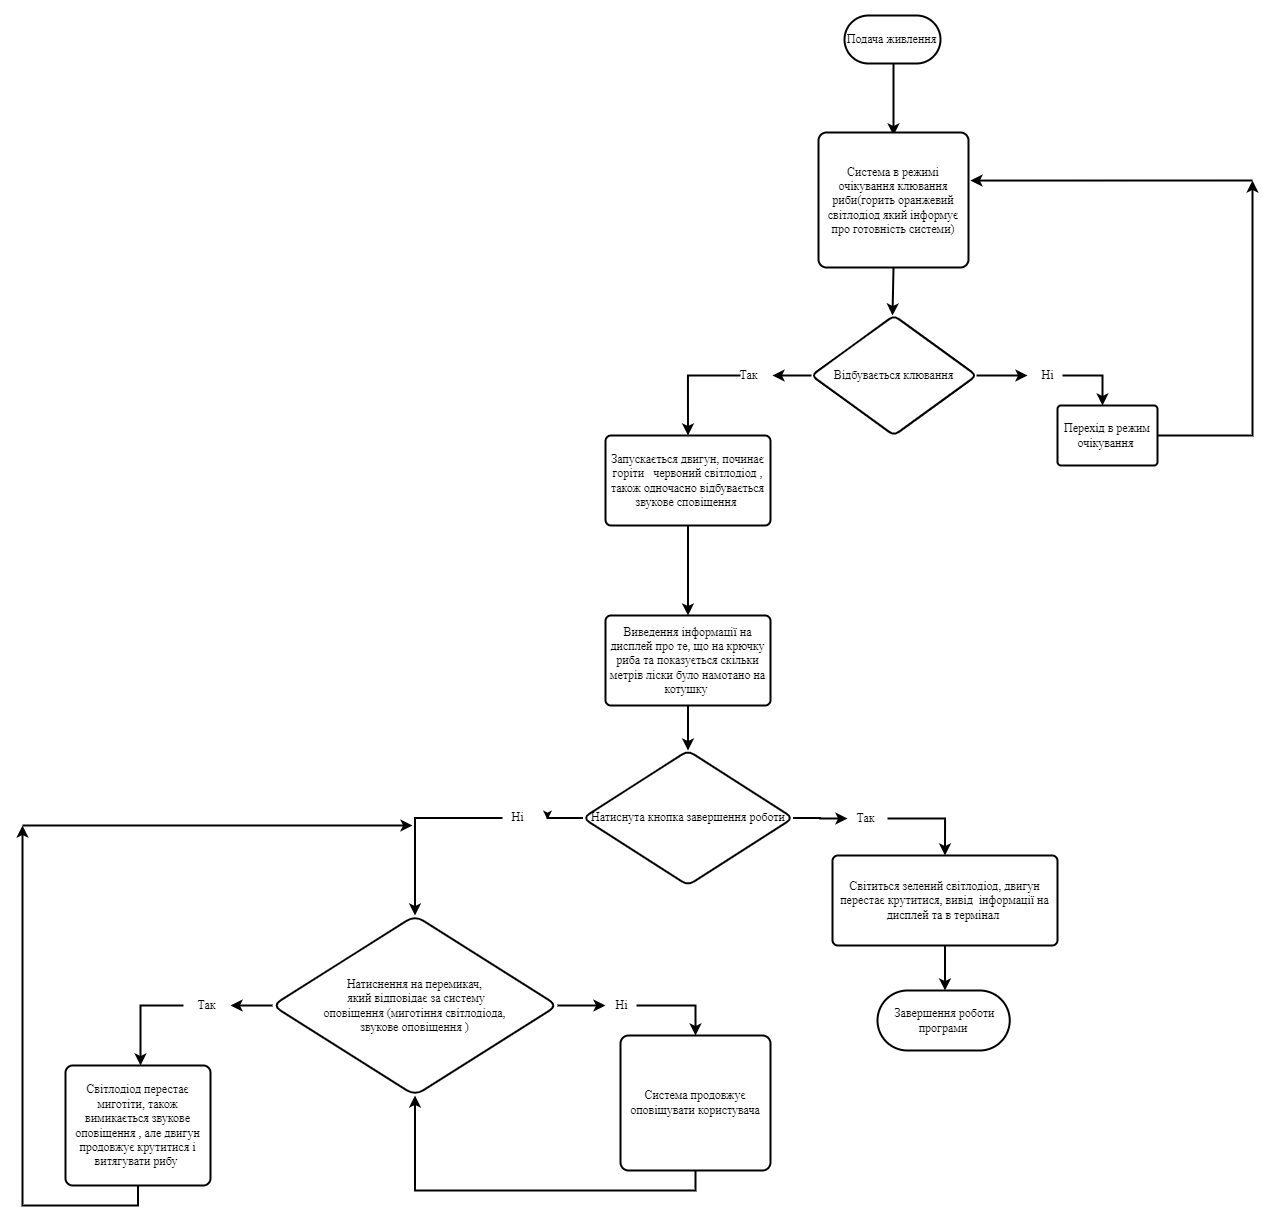 Подача живлення
Система в режимі
очікування клювання
риби(горить оранжевий
світлодіод який інформує
про готовність системи)
Відбувається клювання
Так
Ні
Перехід в режим
очікування
Запускається двигун, починає
горіти червоний світлодіод ,
також одночасно відбувається
звукове сповіщення
Виведення інформації на
дисплей про те, що на крючку
риба та показується скільки
метрів ліски було намотано на
котушку
Натиснута кнопка завершення роботи
Ні
Так
Світиться зелений світлодіод, двигун
перестає крутитися, вивід інформації на
дисплей та в термінал
Завершення роботи
програми
Натиснення на перемикач,
який відповідає за систему
оповіщення (миготіння світлодіода,
звукове оповіщення )
Так
Ні
Світлодіод перестає
миготіти, також
вимикається звукове
оповіщення , але двигун
продовжує крутитися і
витягувати рибу
Система продовжує
оповіщувати користувача